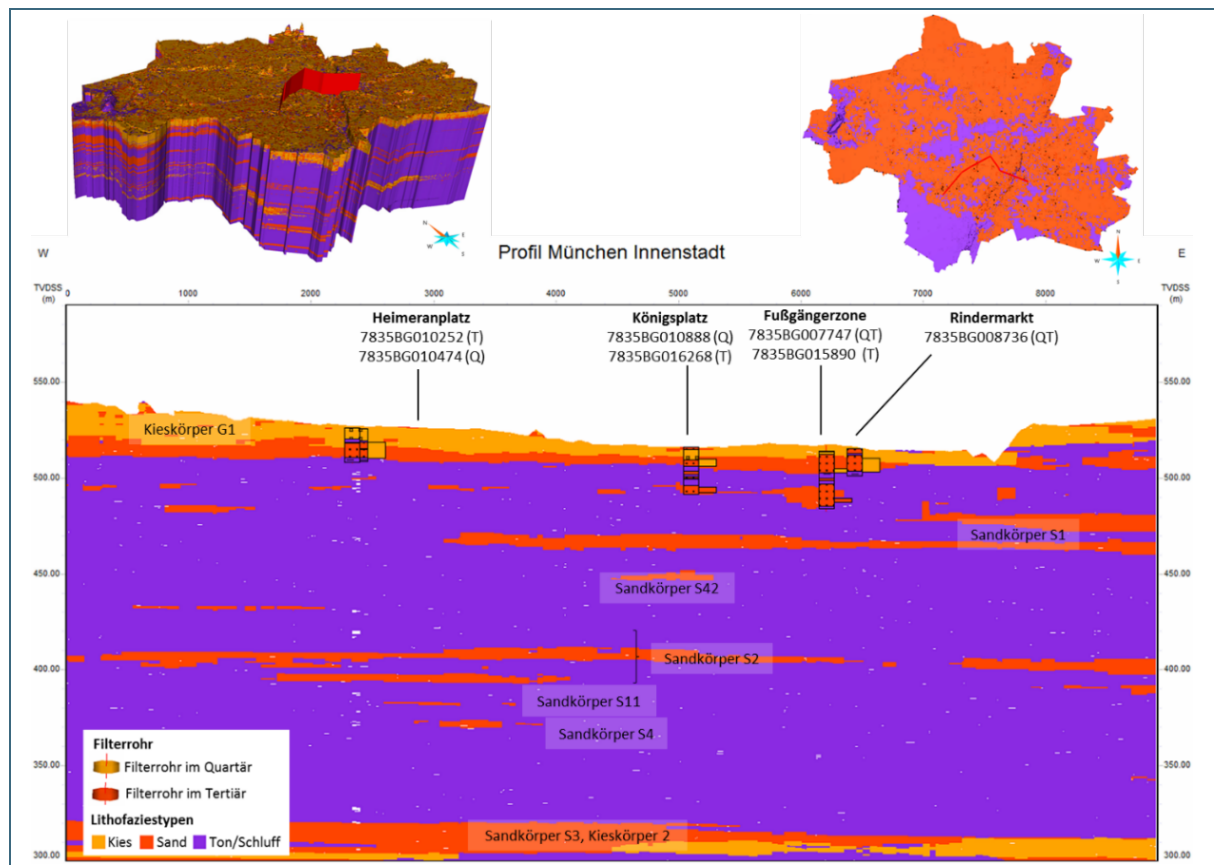 N
E
W
S
N
W
E
S
W
Profil München Innenstadt
E
TVDSS
(m)
0
1000
2000
3000
4000
5000
6000
7000
8000
TVDSS
(m)
Heimeranplatz
7835BG010252 (T)
7835BG010474 (Q)
Königsplatz
7835BG010888 (Q)
7835BG016268 (T)
Fußgängerzone
7835BG007747 (QT)
7835BG015890 (T)
Rindermarkt
7835BG008736 (QT)
550.00
550.00
Kieskörper G1
500.00
500.00
Sandkörper S1
450.00
450.00
Sandkörper S42
400.00
400.00
Sandkörper S2
Sandkörper S11
Sandkörper S4
350.00
350.00
Filterrohr
Filterrohr im Quartär
Filterrohr im Tertiär
Lithofaziestypen
Kies
Sand
Ton/Schluff
Sandkörper S3, Kieskörper 2
300.00
300.00